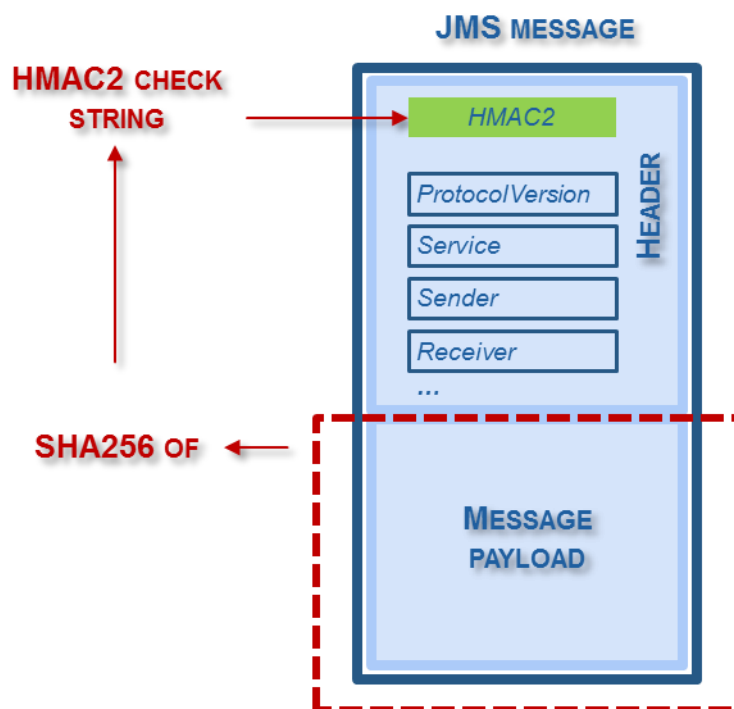 JMS MESSAGE
HMAC2 CHECK
STRING
HMAC2
ProtocolVersion
Service
Sender
Receiver
...
HEADER
SHA256 OF
MESSAGE
PAYLOAD